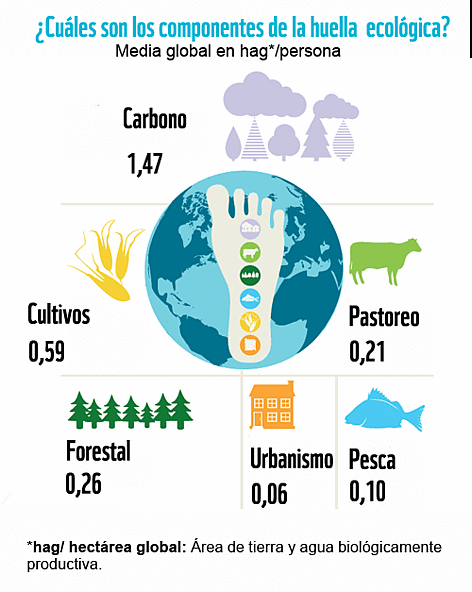 ¿Cuáles son los componentes de la huella ecológica?
Media global en hag*/persona
Carbono
1,47
Cultivos
0,59
Pastoreo
0,21
Forestal
0,26
Urbanismo
0,06
Pesca
0,10
*hag/ hectárea global: Área de tierra y agua biológicamente
productiva.